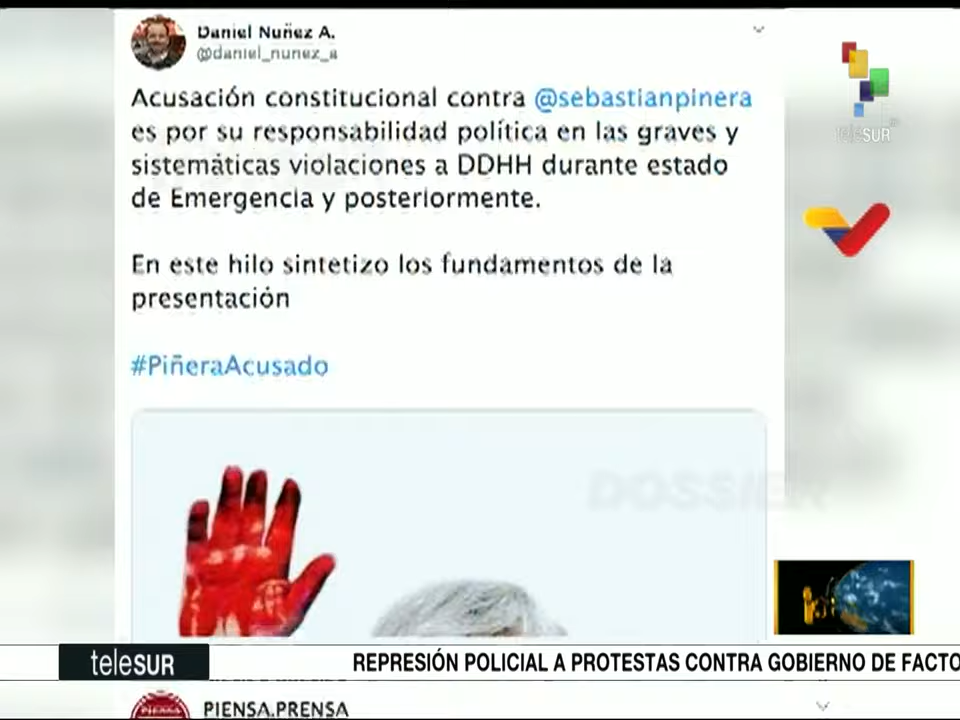 Daniel Nuñez A.
@daniel_nunez_a
Acusación constitucional contra @sebastianpinera
es por su responsabilidad política en las graves y
sistemáticas violaciones a DDHH durante estado
de Emergencia y posteriormente.
En este hilo sintetizo los fundamentos de la
presentación
#PiñeraAcusado
teleSUR
DOSSIER
teleSUR
REPRESIÓN POLICIAL A PROTESTAS CONTRA GOBIERNO DE FACTO
PIENSA.PRENSA
PIENSA